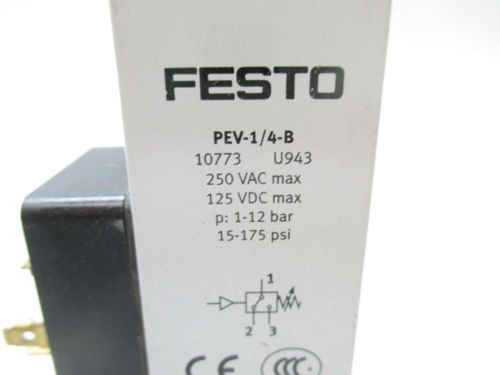 FESTO
PEV-1/4-B
10773 U943
250 VAC max
125 VDC max
p: 1-12 bar
15-175 psi
1
2 3
CE CCC